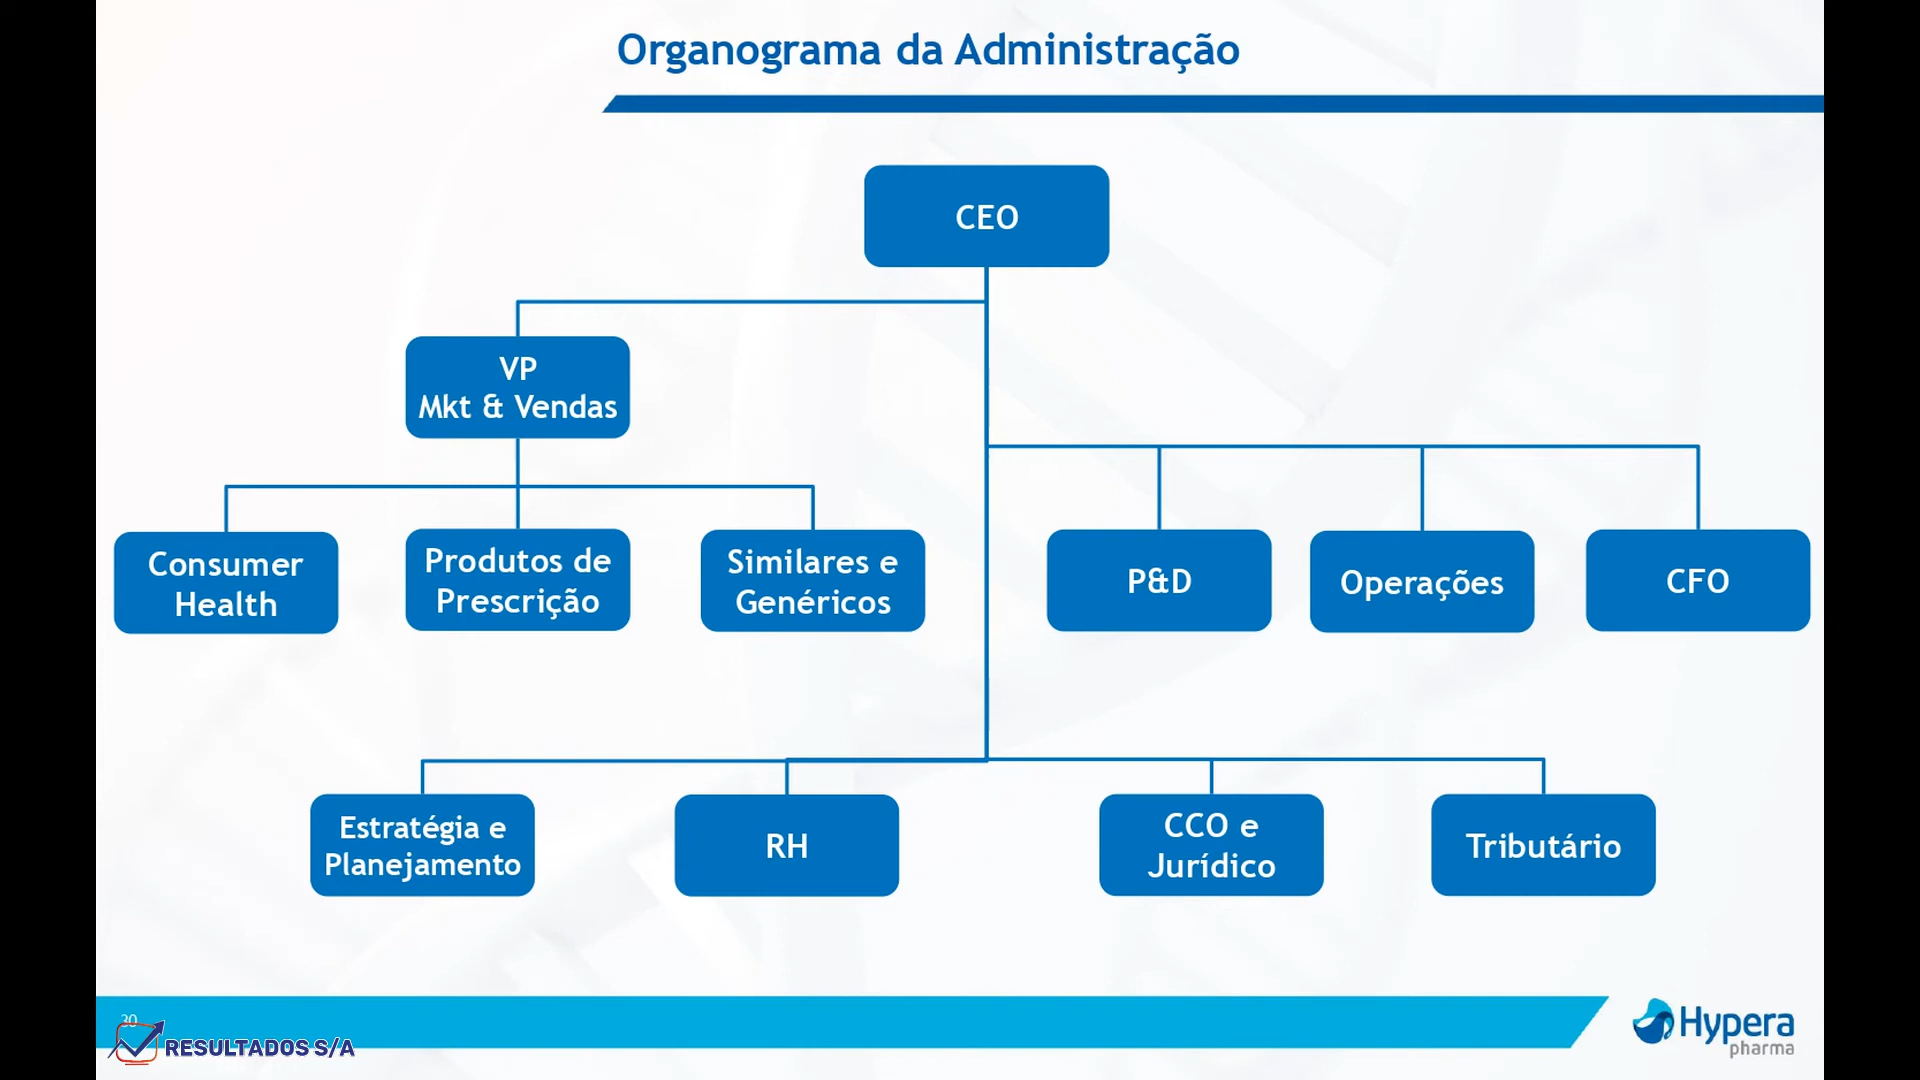 Organograma da Administração
CEO
VP
Mkt & Vendas
Consumer
Health
Produtos de
Prescrição
Similares e
Genéricos
P&D
Operações
CFO
Estratégia e
Planejamento
RH
CCO e
Jurídico
Tributário
30
RESULTADOS S/A
Hypera
pharma